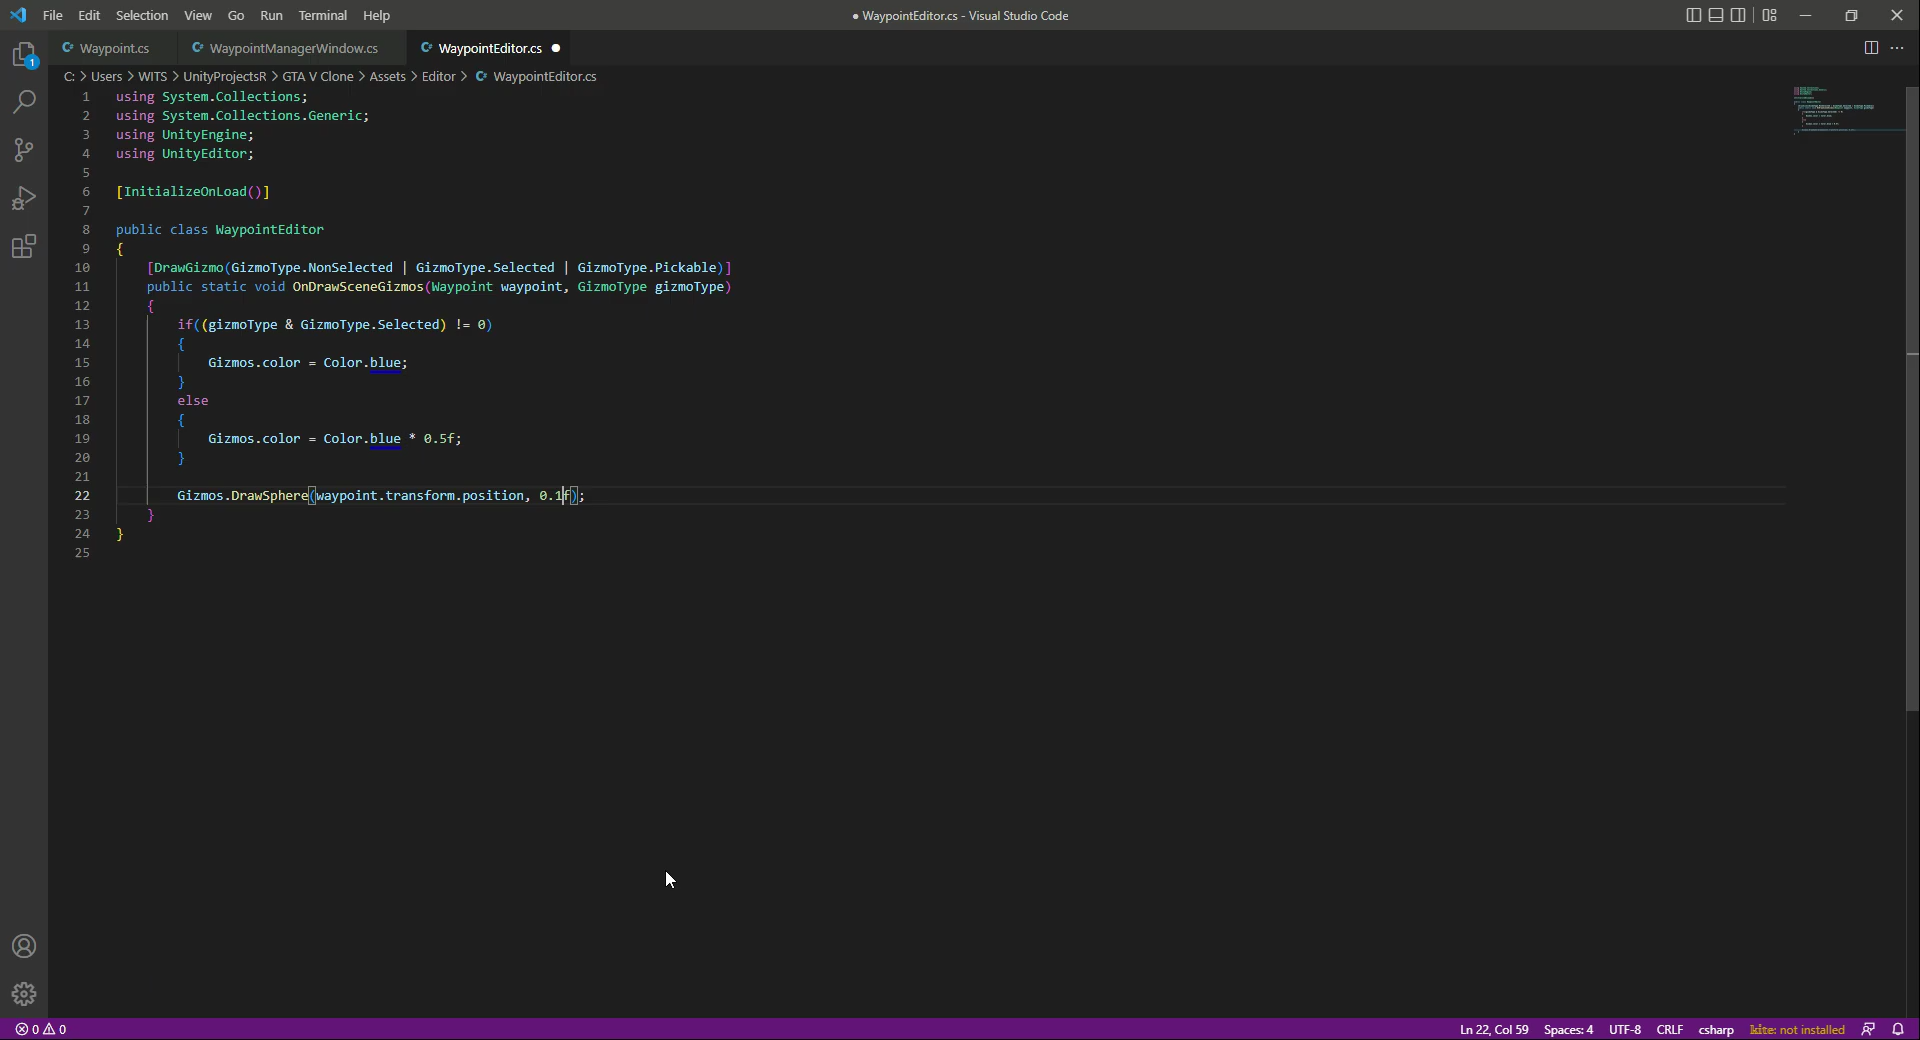 File Edit Selection View Go Run Terminal Help
● WaypointEditor.cs - Visual Studio Code
Waypoint.cs
WaypointManagerWindow.cs
WaypointEditor.cs ●
C: > Users > WITS > UnityProjectsR > GTA V Clone > Assets > Editor > WaypointEditor.cs
1
1 using System.Collections;
2 using System.Collections.Generic;
3 using UnityEngine;
4 using UnityEditor;
5
6 [InitializeOnLoad()]
7
8 public class WaypointEditor
9 {
10 [DrawGizmo(GizmoType.NonSelected | GizmoType.Selected | GizmoType.Pickable)]
11 public static void OnDrawSceneGizmos(Waypoint waypoint, GizmoType gizmoType)
12 {
13 if((gizmoType & GizmoType.Selected) != 0)
14 {
15 Gizmos.color = Color.blue;
16 }
17 else
18 {
19 Gizmos.color = Color.blue * 0.5f;
20 }
21
22 Gizmos.DrawSphere(waypoint.transform.position, 0.1f);
23 }
24 }
25
0 0
Ln 22, Col 59 Spaces: 4 UTF-8 CRLF csharp kite: not installed